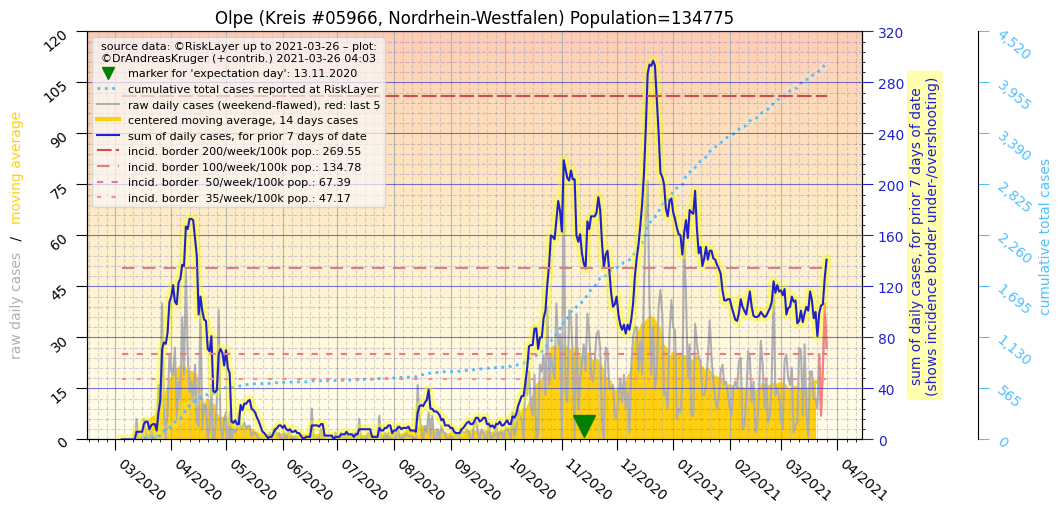 Olpe (Kreis #05966, Nordrhein-Westfalen) Population=134775
source data: ©RiskLayer up to 2021-03-26 – plot:
©DrAndreasKruger (+contrib.) 2021-03-26 04:03
marker for 'expectation day': 13.11.2020
cumulative total cases reported at RiskLayer
raw daily cases (weekend-flawed), red: last 5
centered moving average, 14 days cases
sum of daily cases, for prior 7 days of date
incid. border 200/week/100k pop.: 269.55
incid. border 100/week/100k pop.: 134.78
incid. border  50/week/100k pop.: 67.39
incid. border  35/week/100k pop.: 47.17
raw daily cases / moving average
120
105
90
75
60
45
30
15
0
03/2020
04/2020
05/2020
06/2020
07/2020
08/2020
09/2020
10/2020
11/2020
12/2020
01/2021
02/2021
03/2021
04/2021
320
280
240
200
160
120
80
40
0
sum of daily cases, for prior 7 days of date
(shows incidence border under-/overshooting)
4,520
3,955
3,390
2,825
2,260
1,695
1,130
565
0
cumulative total cases